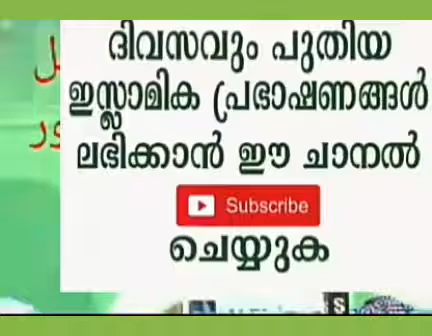 ദിവസവും പുതിയ
ഇസ്ലാമിക പ്രഭാഷണങ്ങൾ
ലഭിക്കാൻ ഈ ചാനൽ
Subscribe
ചെയ്യുക